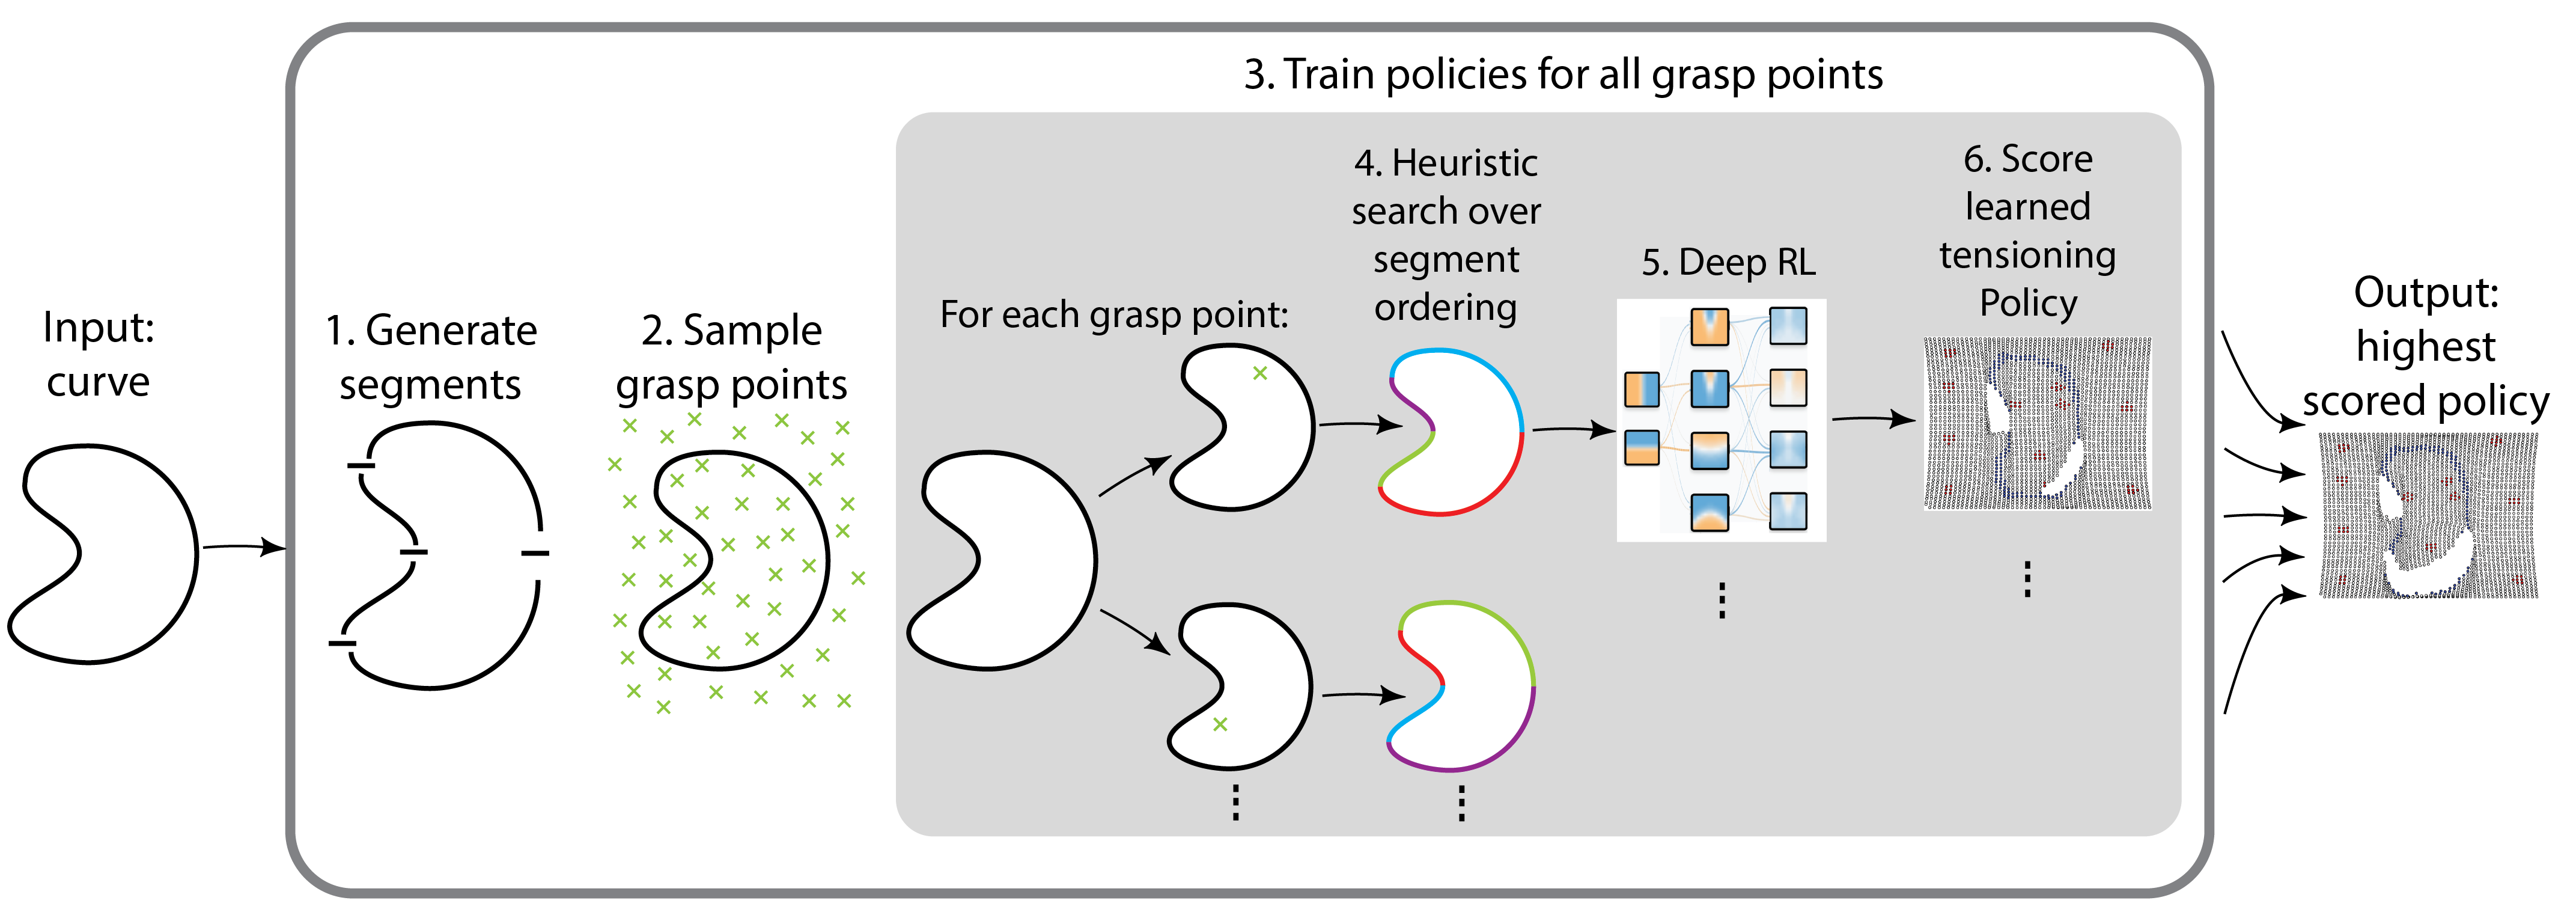 Input:
curve
1. Generate
segments
2. Sample
grasp points
3. Train policies for all grasp points
For each grasp point:
4. Heuristic
search over
segment
ordering
5. Deep RL
6. Score
learned
tensioning
Policy
Output:
highest
scored policy